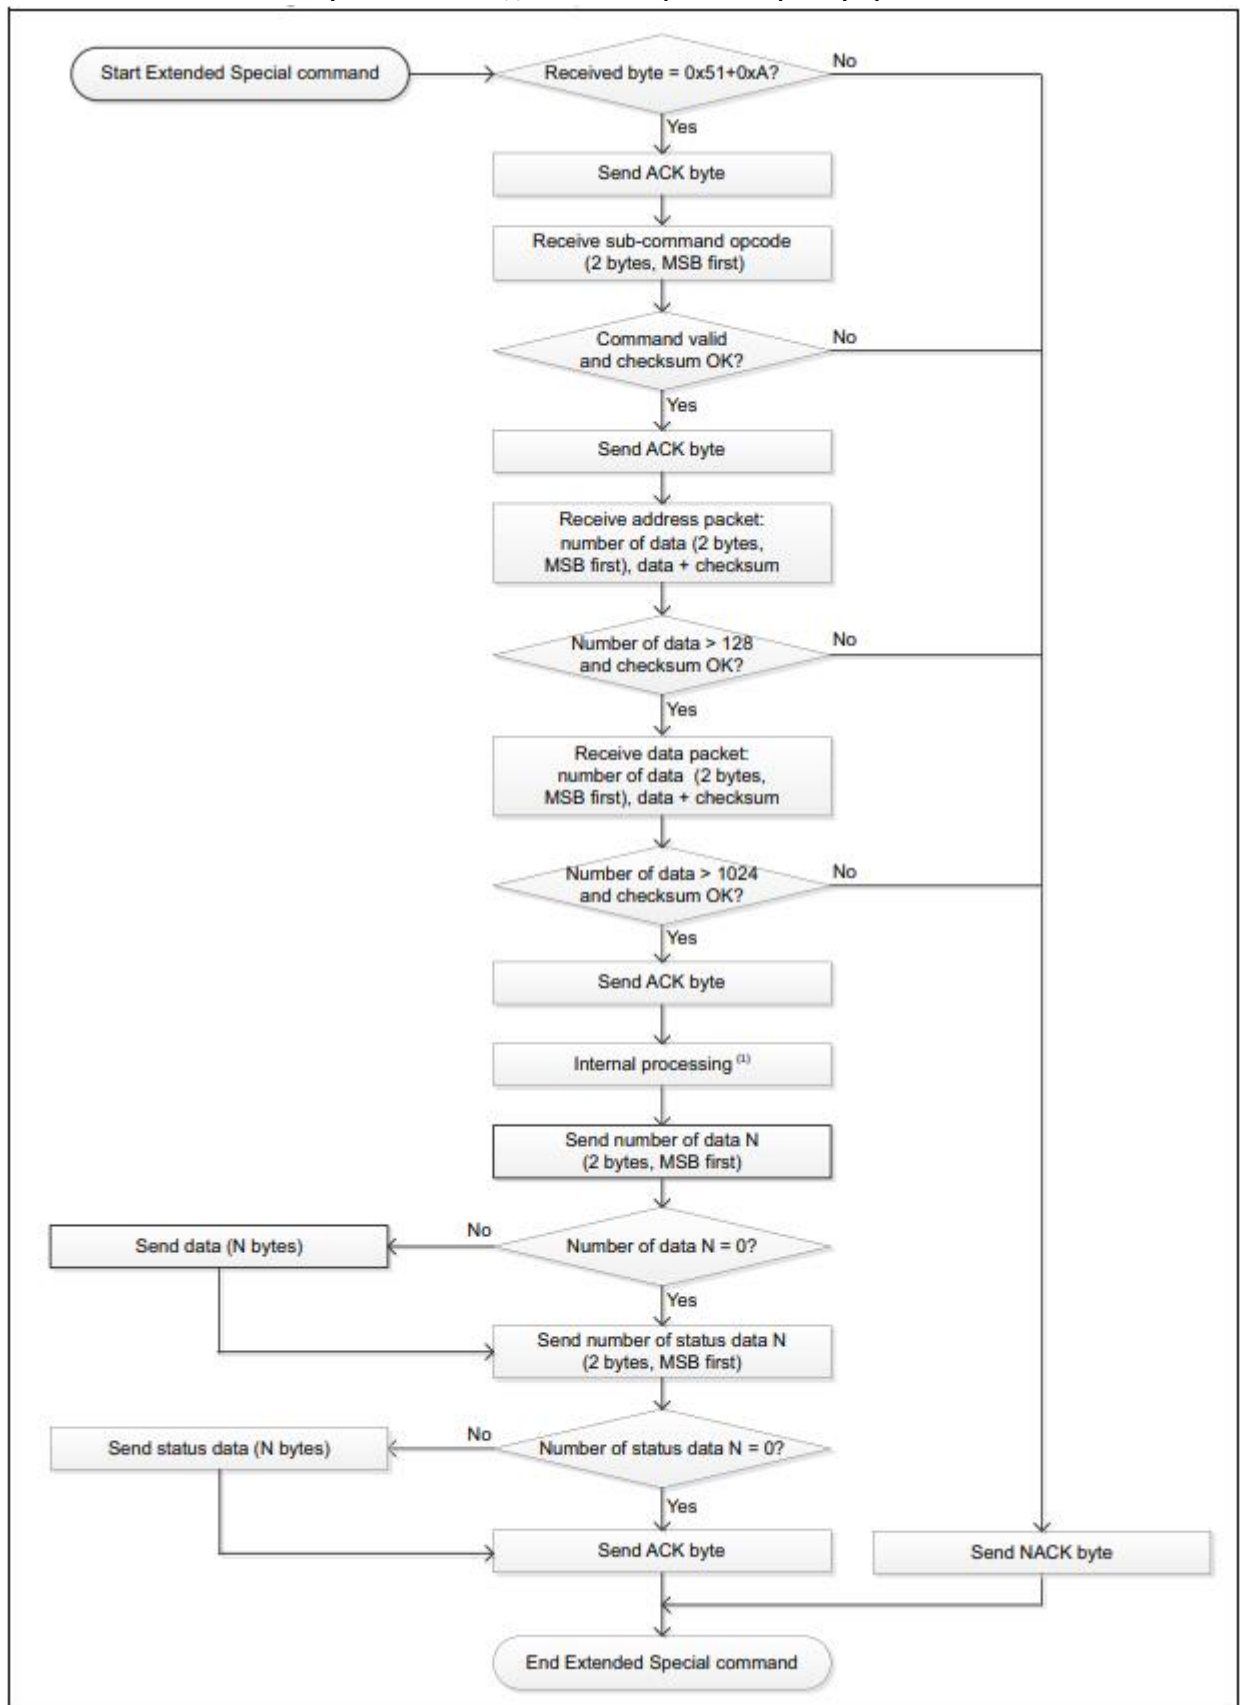 Start Extended Special command
Received byte = 0x51+0xA?
No
Yes
Send ACK byte
Receive sub-command opcode
(2 bytes, MSB first)
Command valid
and checksum OK?
No
Yes
Send ACK byte
Receive address packet:
number of data (2 bytes,
MSB first), data + checksum
Number of data > 128
and checksum OK?
No
Yes
Receive data packet:
number of data (2 bytes,
MSB first), data + checksum
Number of data > 1024
and checksum OK?
No
Yes
Send ACK byte
Internal processing (1)
Send number of data N
(2 bytes, MSB first)
Number of data N = 0?
No
Send data (N bytes)
Yes
Send number of status data N
(2 bytes, MSB first)
Number of status data N = 0?
No
Send status data (N bytes)
Yes
Send ACK byte
Send NACK byte
End Extended Special command